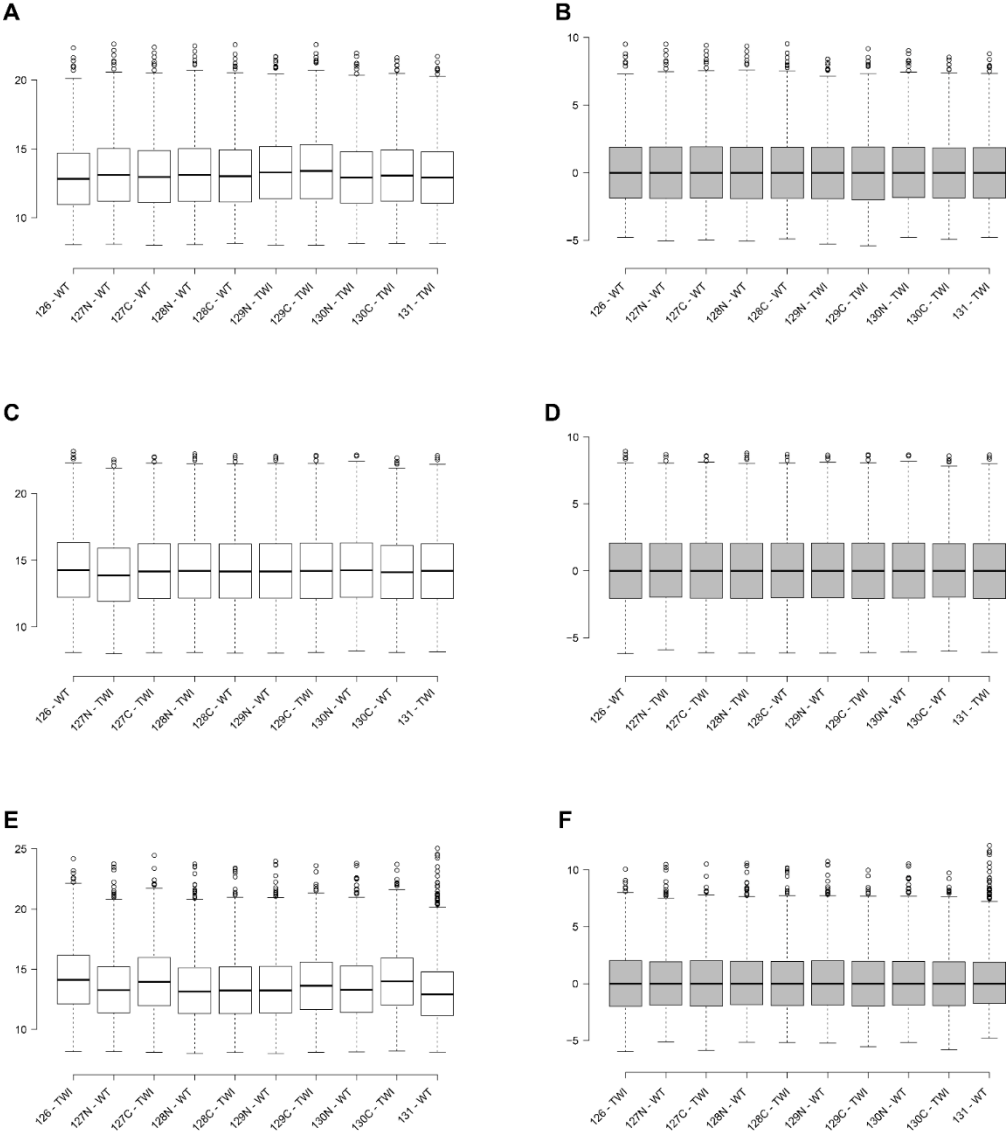 A
20
15
10
126 - WT
127N - WT
127C - WT
128N - WT
128C - WT
129N - TWI
129C - TWI
130N - TWI
130C - TWI
131 - TWI
B
10
5
0
−5
126 - WT
127N - WT
127C - WT
128N - WT
128C - WT
129N - TWI
129C - TWI
130N - TWI
130C - TWI
131 - TWI
C
20
15
10
126 - WT
127N - TWI
127C - TWI
128N - TWI
128C - WT
129N - WT
129C - TWI
130N - WT
130C - WT
131 - TWI
D
10
5
0
−5
126 - WT
127N - TWI
127C - TWI
128N - TWI
128C - WT
129N - WT
129C - TWI
130N - WT
130C - WT
131 - TWI
E
25
20
15
10
126 - TWI
127N - WT
127C - TWI
128N - WT
128C - TWI
129N - WT
129C - TWI
130N - WT
130C - TWI
131 - WT
F
10
5
0
−5
126 - TWI
127N - WT
127C - TWI
128N - WT
128C - TWI
129N - WT
129C - TWI
130N - WT
130C - TWI
131 - WT